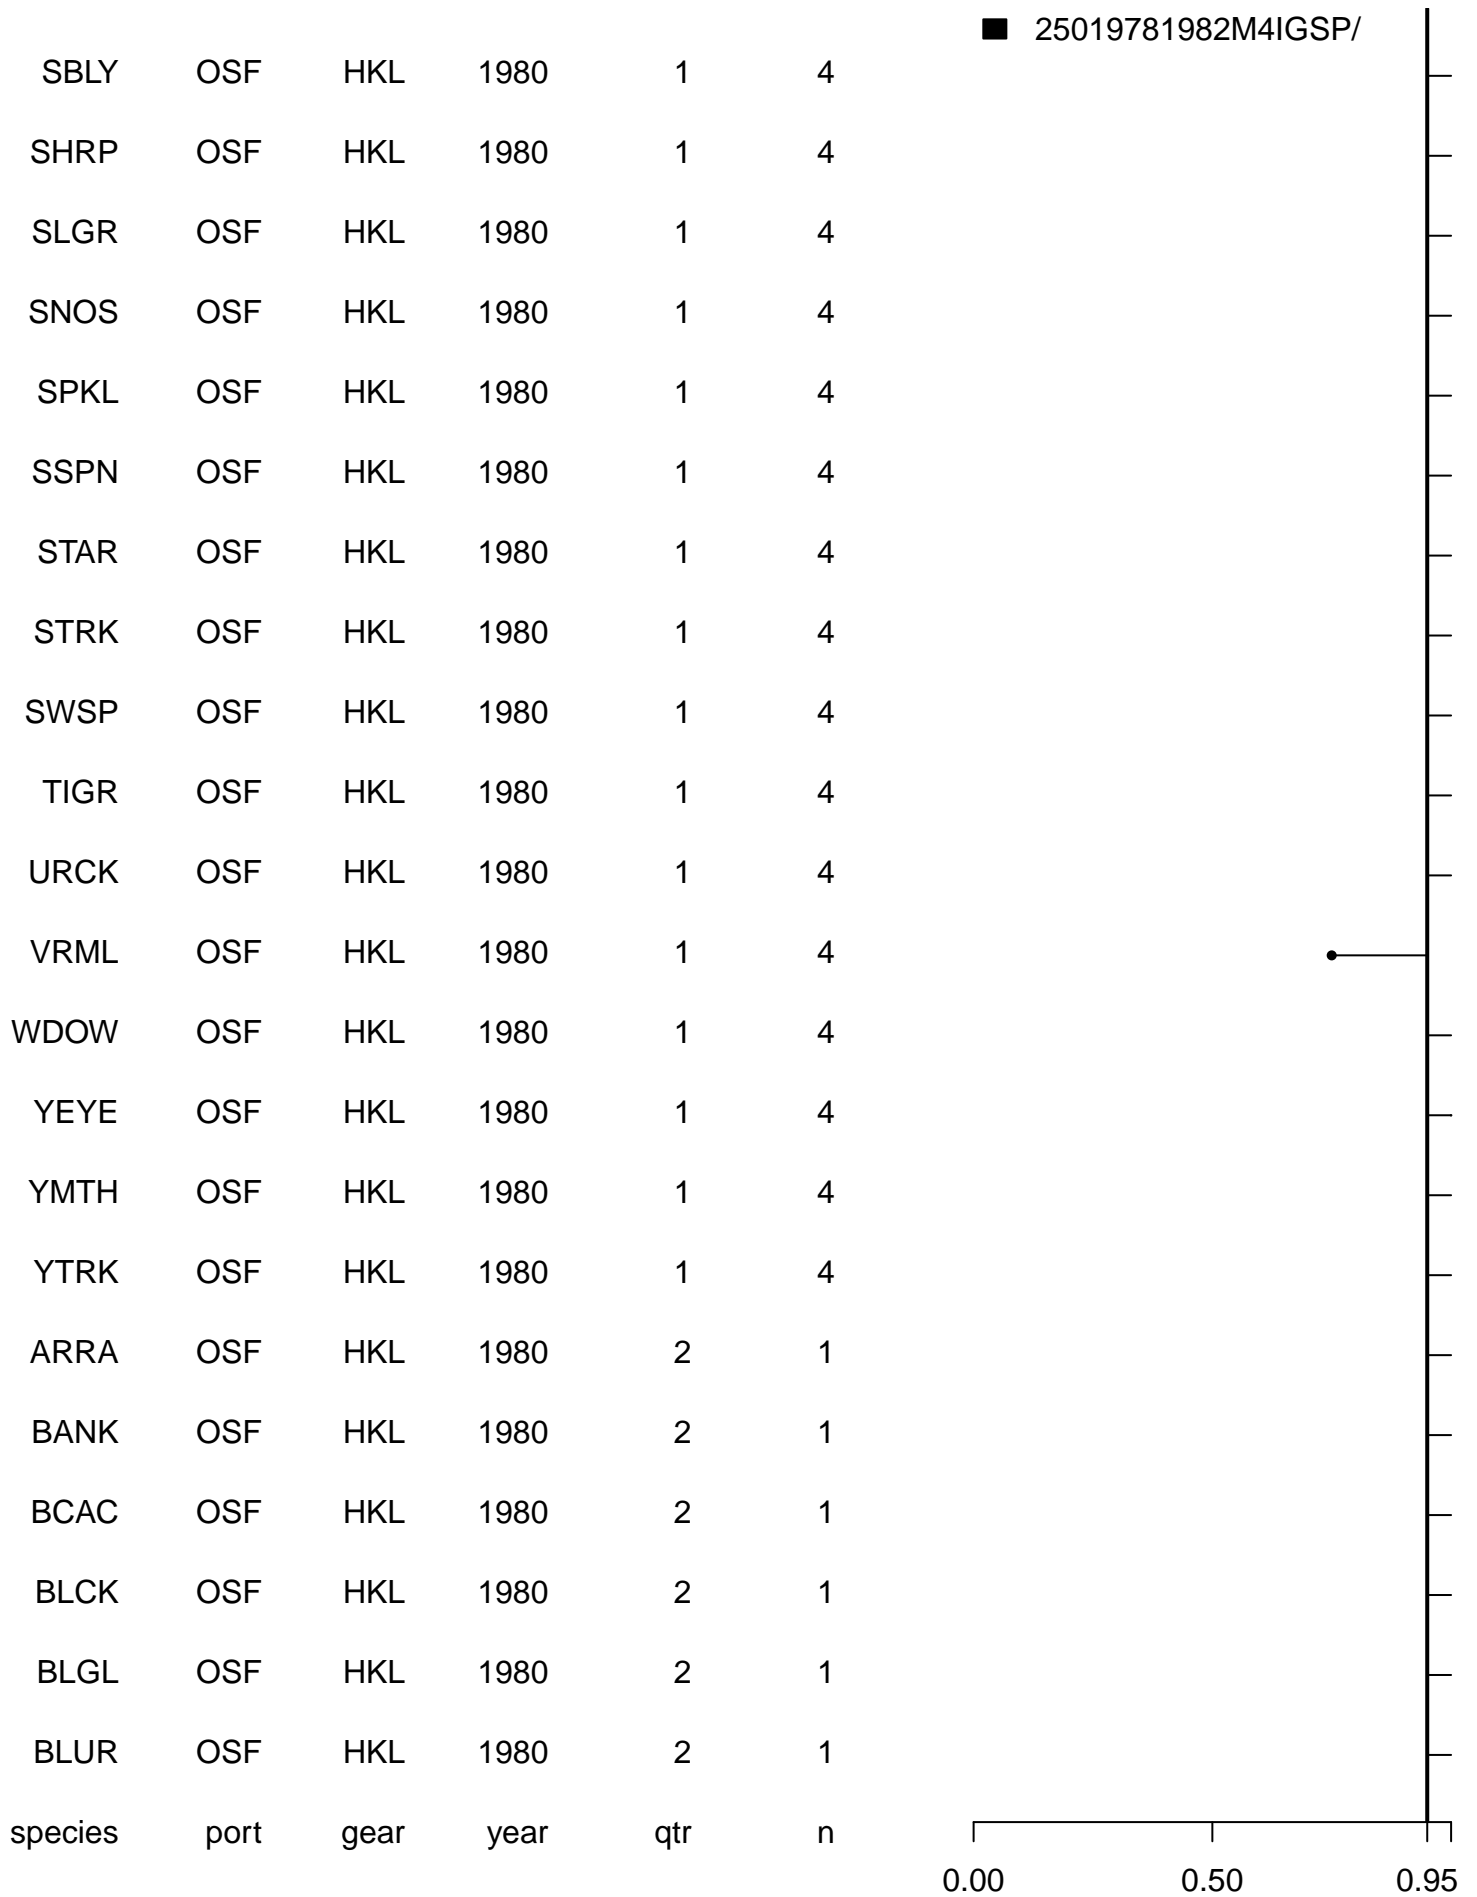 25019781982M4IGSP/
SBLY OSF HKL 1980 1 4
SHRP OSF HKL 1980 1 4
SLGR OSF HKL 1980 1 4
SNOS OSF HKL 1980 1 4
SPKL OSF HKL 1980 1 4
SSPN OSF HKL 1980 1 4
STAR OSF HKL 1980 1 4
STRK OSF HKL 1980 1 4
SWSP OSF HKL 1980 1 4
TIGR OSF HKL 1980 1 4
URCK OSF HKL 1980 1 4
VRML OSF HKL 1980 1 4
WDOW OSF HKL 1980 1 4
YEYE OSF HKL 1980 1 4
YMTH OSF HKL 1980 1 4
YTRK OSF HKL 1980 1 4
ARRA OSF HKL 1980 2 1
BANK OSF HKL 1980 2 1
BCAC OSF HKL 1980 2 1
BLCK OSF HKL 1980 2 1
BLGL OSF HKL 1980 2 1
BLUR OSF HKL 1980 2 1
species port gear year qtr n
0.00 0.50 0.95